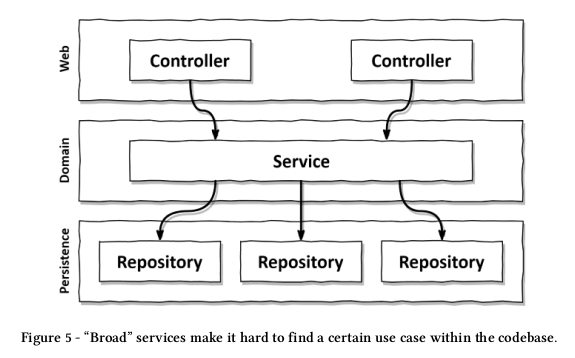 Web
Controller
Controller
Domain
Service
Persistence
Repository
Repository
Repository
Figure 5 - “Broad” services make it hard to find a certain use case within the codebase.